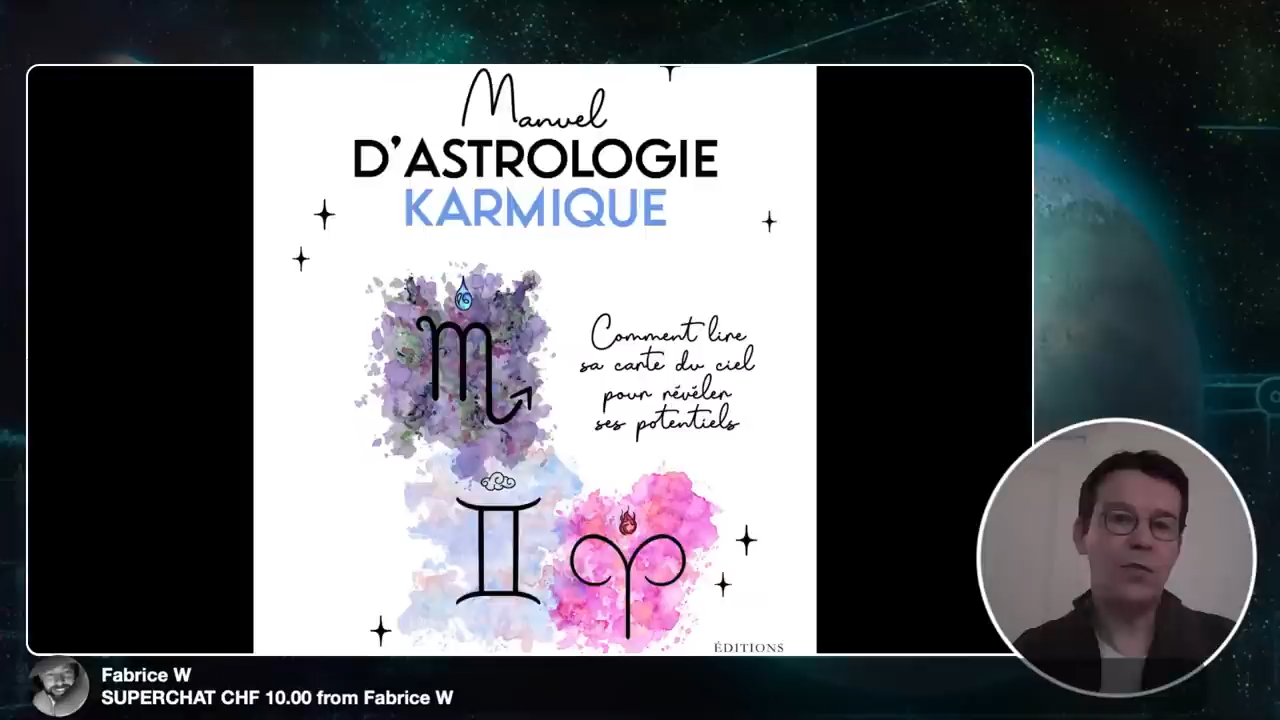 Manuel
D'ASTROLOGIE
KARMIQUE
Comment lire
sa carte du ciel
pour révéler
ses potentiels
ÉDITIONS
Fabrice W
SUPERCHAT CHF 10.00 from Fabrice W